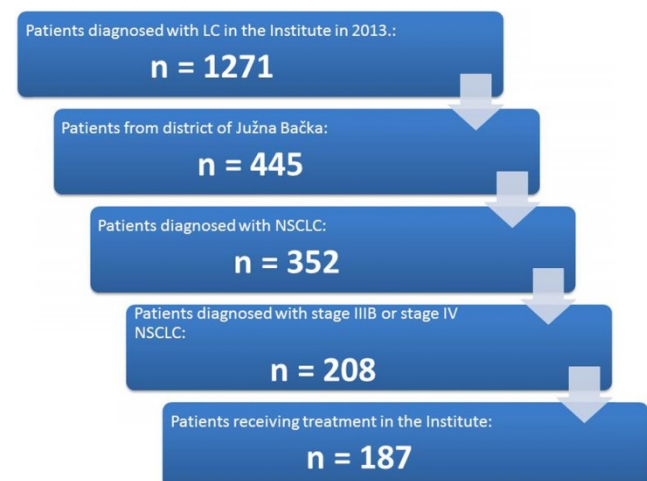 Patients diagnosed with LC in the Institute in 2013.:
n = 1271
Patients from district of Južna Bačka:
n = 445
Patients diagnosed with NSCLC:
n = 352
Patients diagnosed with stage IIIB or stage IV
NSCLC:
n = 208
Patients receiving treatment in the Institute:
n = 187